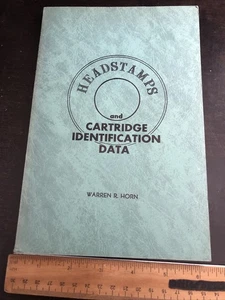 HEADSTAMPS
and
CARTRIDGE
IDENTIFICATION
DATA
WARREN R. HORN